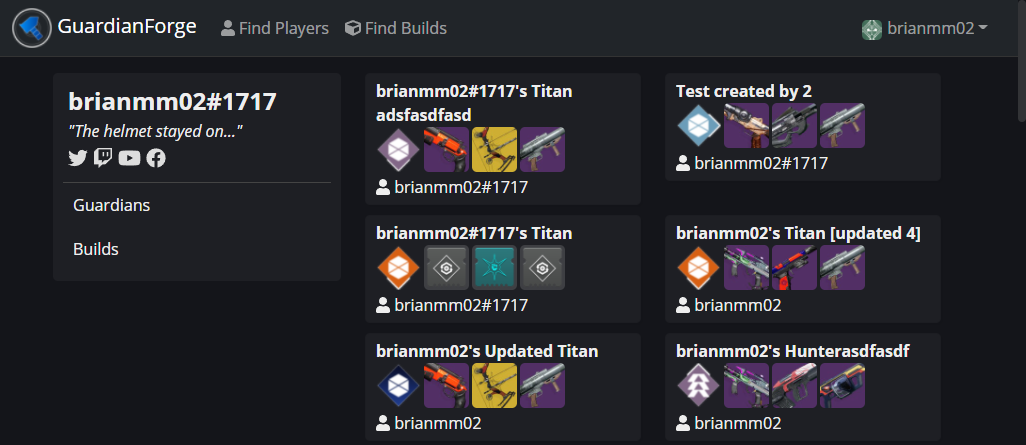 GuardianForge
Find Players
Find Builds
brianmm02
brianmm02#1717
"The helmet stayed on..."
Guardians
Builds
brianmm02#1717's Titan
adsfasdfasd
brianmm02#1717
Test created by 2
brianmm02#1717
brianmm02#1717's Titan
brianmm02#1717
brianmm02's Titan [updated 4]
brianmm02
brianmm02's Updated Titan
brianmm02
brianmm02's Hunterasdfasdf
brianmm02